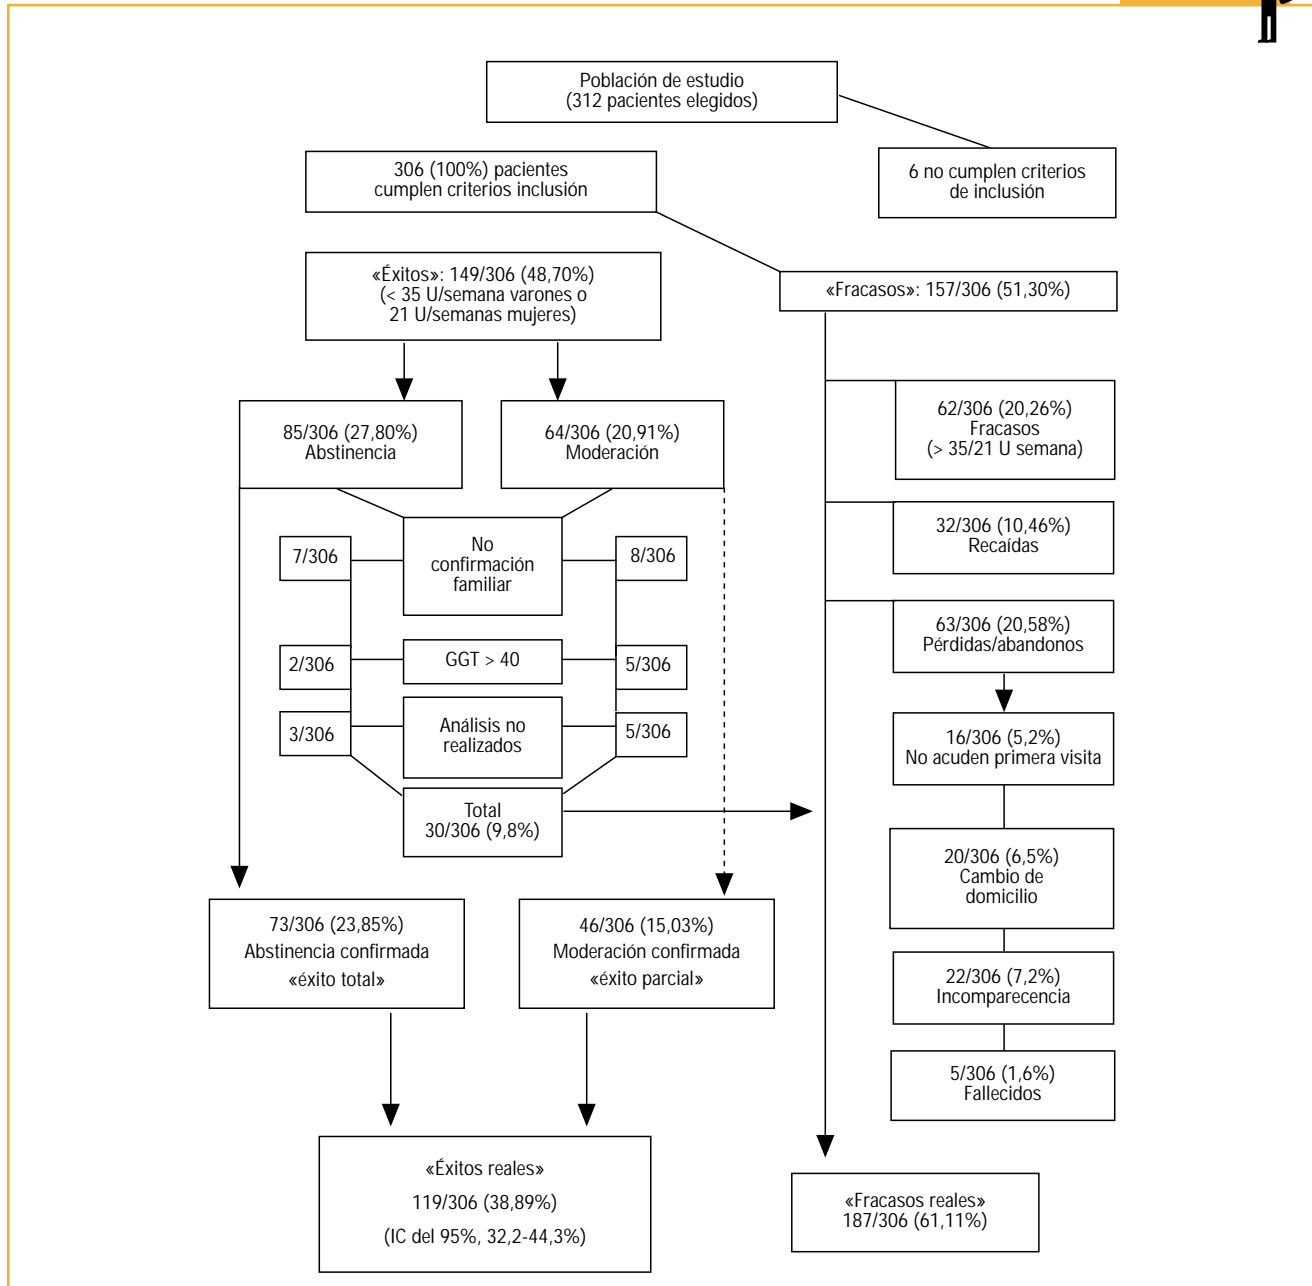 Población de estudio
(312 pacientes elegidos)
6 no cumplen criterios
de inclusión
306 (100%) pacientes
cumplen criterios inclusión
«Éxitos»: 149/306 (48,70%)
(< 35 U/semana varones o
21 U/semanas mujeres)
«Fracasos»: 157/306 (51,30%)
85/306 (27,80%)
Abstinencia
64/306 (20,91%)
Moderación
62/306 (20,26%)
Fracasos
(> 35/21 U semana)
7/306
No
confirmación
familiar
8/306
32/306 (10,46%)
Recaídas
2/306
GGT > 40
5/306
63/306 (20,58%)
Pérdidas/abandonos
3/306
Análisis no
realizados
5/306
16/306 (5,2%)
No acuden primera visita
Total
30/306 (9,8%)
20/306 (6,5%)
Cambio de
domicilio
73/306 (23,85%)
Abstinencia confirmada
«éxito total»
46/306 (15,03%)
Moderación confirmada
«éxito parcial»
22/306 (7,2%)
Incomparecencia
5/306 (1,6%)
Fallecidos
«Éxitos reales»
119/306 (38,89%)
(IC del 95%, 32,2-44,3%)
«Fracasos reales»
187/306 (61,11%)